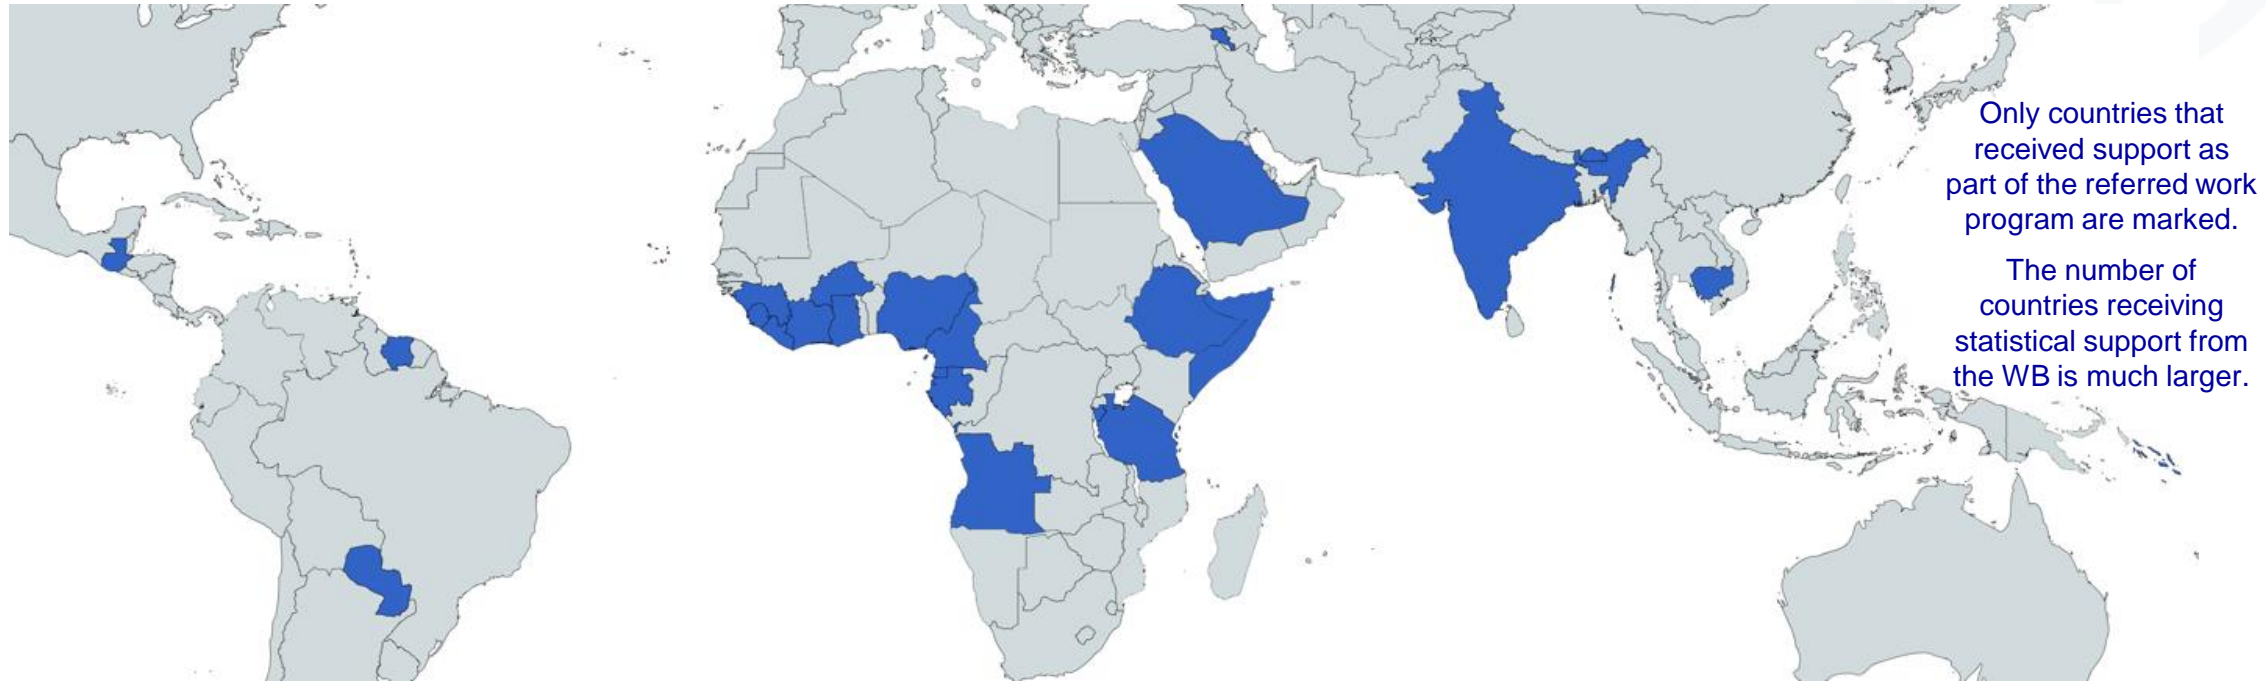 Only countries that
received support as
part of the referred work
program are marked.
The number of
countries receiving
statistical support from
the WB is much larger.